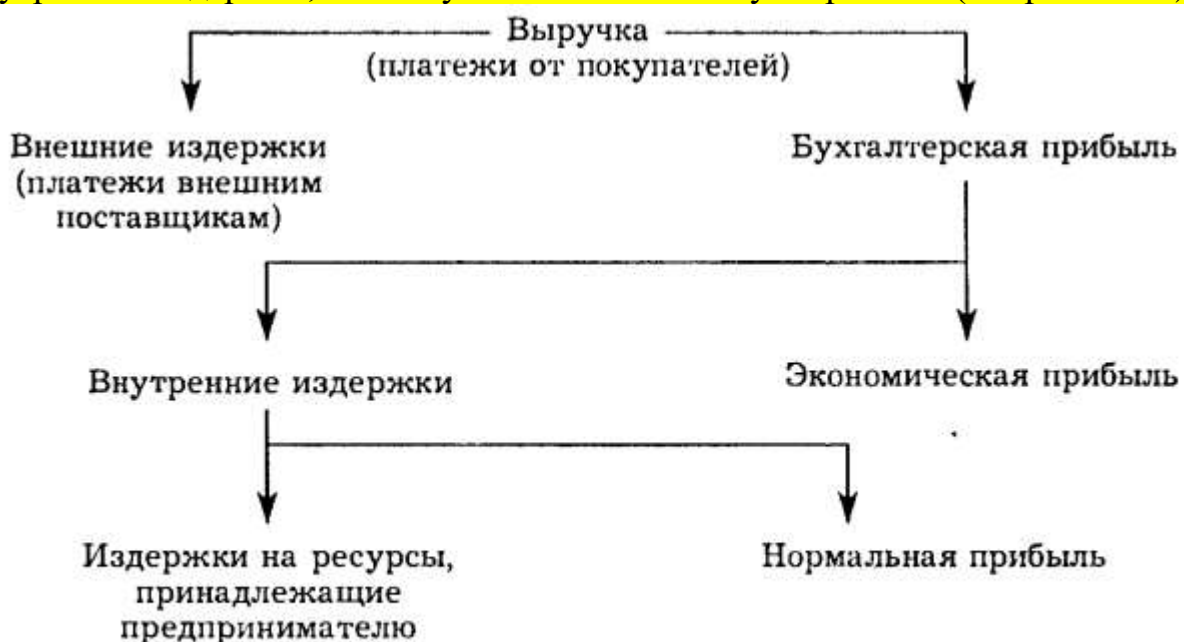 Выручка
(платежи от покупателей)
Внешние издержки
(платежи внешним
поставщикам)
Бухгалтерская прибыль
Внутренние издержки
Экономическая прибыль
Издержки на ресурсы,
принадлежащие
предпринимателю
Нормальная прибыль